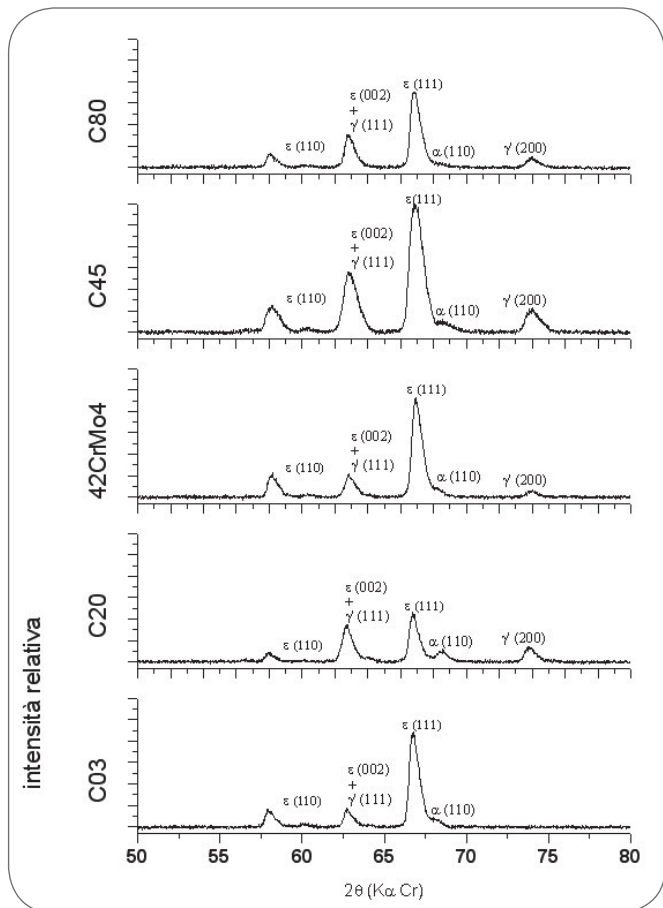 C80
ε (110)
ε (002)
+
γ' (111)
ε (111)
α (110)
γ' (200)
C45
ε (110)
ε (002)
+
γ' (111)
ε (111)
α (110)
γ' (200)
42CrMo4
ε (110)
ε (002)
+
γ' (111)
ε (111)
α (110)
γ' (200)
C20
ε (110)
ε (002)
+
γ' (111)
ε (111)
α (110)
γ' (200)
C03
ε (110)
ε (002)
+
γ' (111)
ε (111)
α (110)
intensità relativa
50 55 60 65 70 75 80
2θ (Kα Cr)